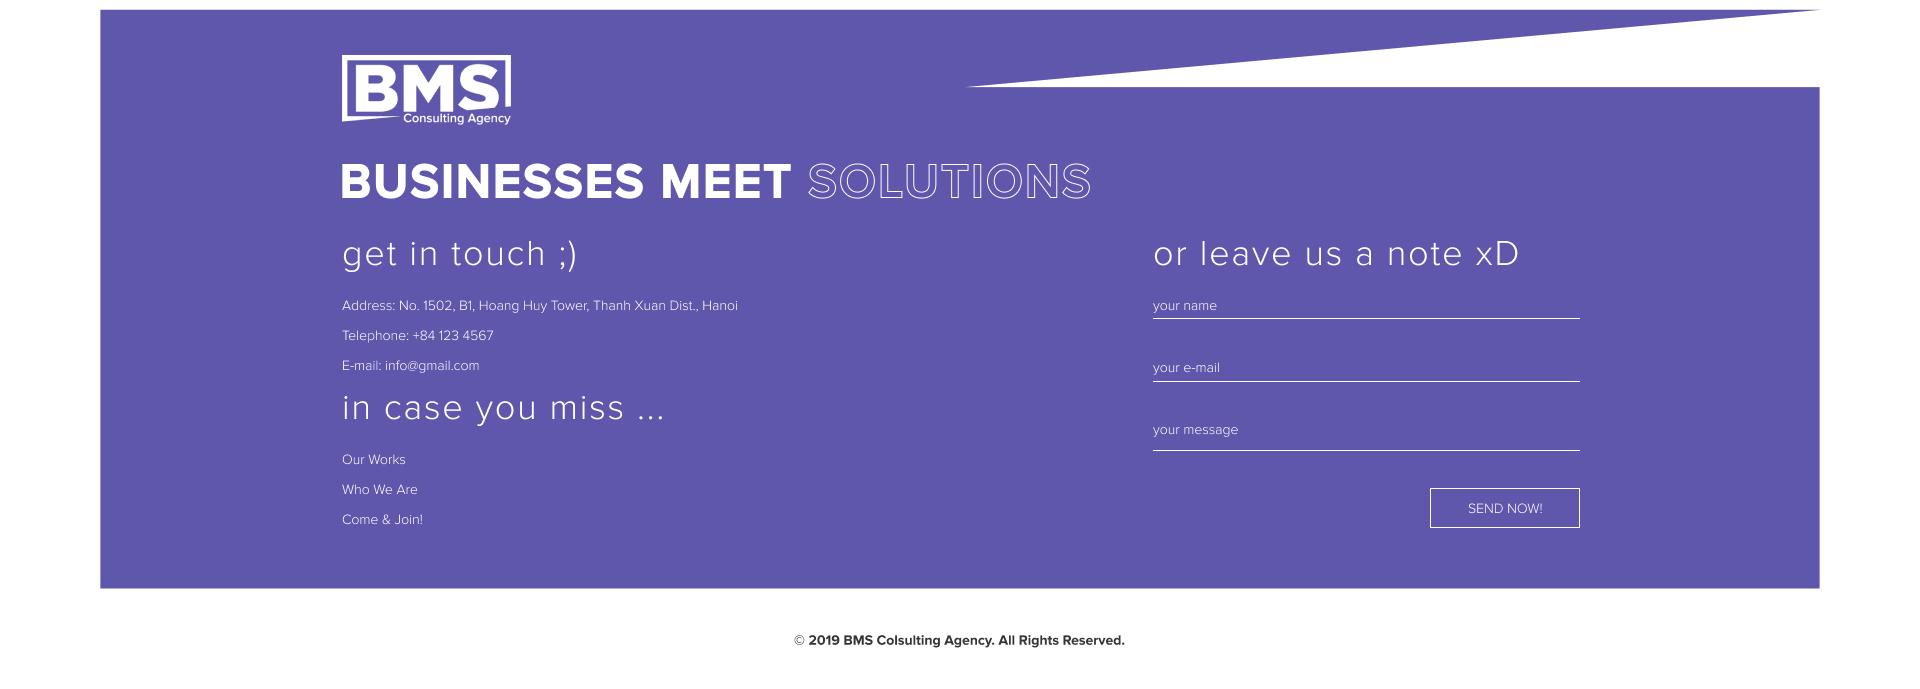 BMS
Consulting Agency
BUSINESSES MEET SOLUTIONS
get in touch ;)
Address: No. 1502, B1, Hoang Huy Tower, Thanh Xuan Dist., Hanoi
Telephone: +84 123 4567
E-mail: info@gmail.com
in case you miss ...
Our Works
Who We Are
Come & Join!
or leave us a note xD
your name
your e-mail
your message
SEND NOW!
© 2019 BMS Colsulting Agency. All Rights Reserved.